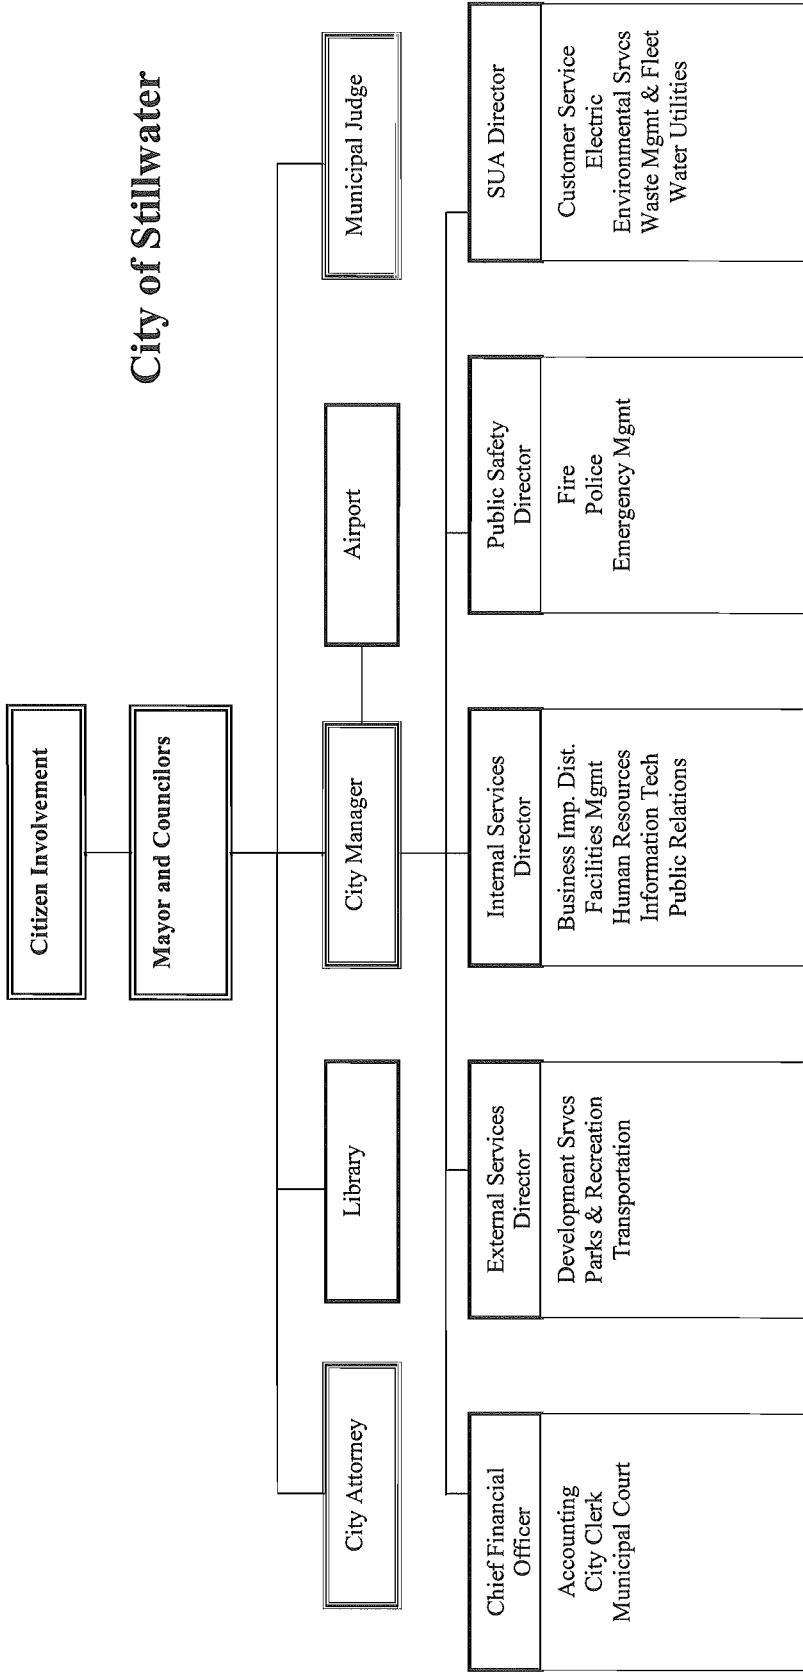 City of Stillwater
Citizen Involvement
Mayor and Councilors
City Attorney
Library
City Manager
Airport
Municipal Judge
Chief Financial
Officer
Accounting
City Clerk
Municipal Court
External Services
Director
Development Srvcs
Parks & Recreation
Transportation
Internal Services
Director
Business Imp. Dist.
Facilities Mgmt
Human Resources
Information Tech
Public Relations
Public Safety
Director
Fire
Police
Emergency Mgmt
SUA Director
Customer Service
Electric
Environmental Srvcs
Waste Mgmt & Fleet
Water Utilities